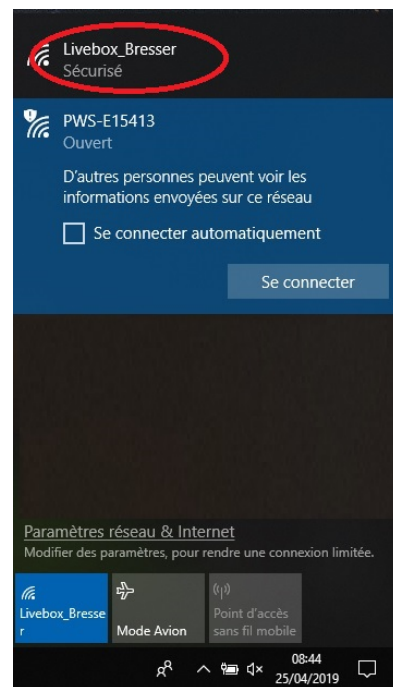 Livebox_Bresser
Sécurisé
PWS-E15413
Ouvert
D'autres personnes peuvent voir les
informations envoyées sur ce réseau
Se connecter automatiquement
Se connecter
Paramètres réseau & Internet
Modifier des paramètres, pour rendre une connexion limitée.
Livebox_Bresse
r
Mode Avion
Point d'accès
sans fil mobile
08:44
25/04/2019